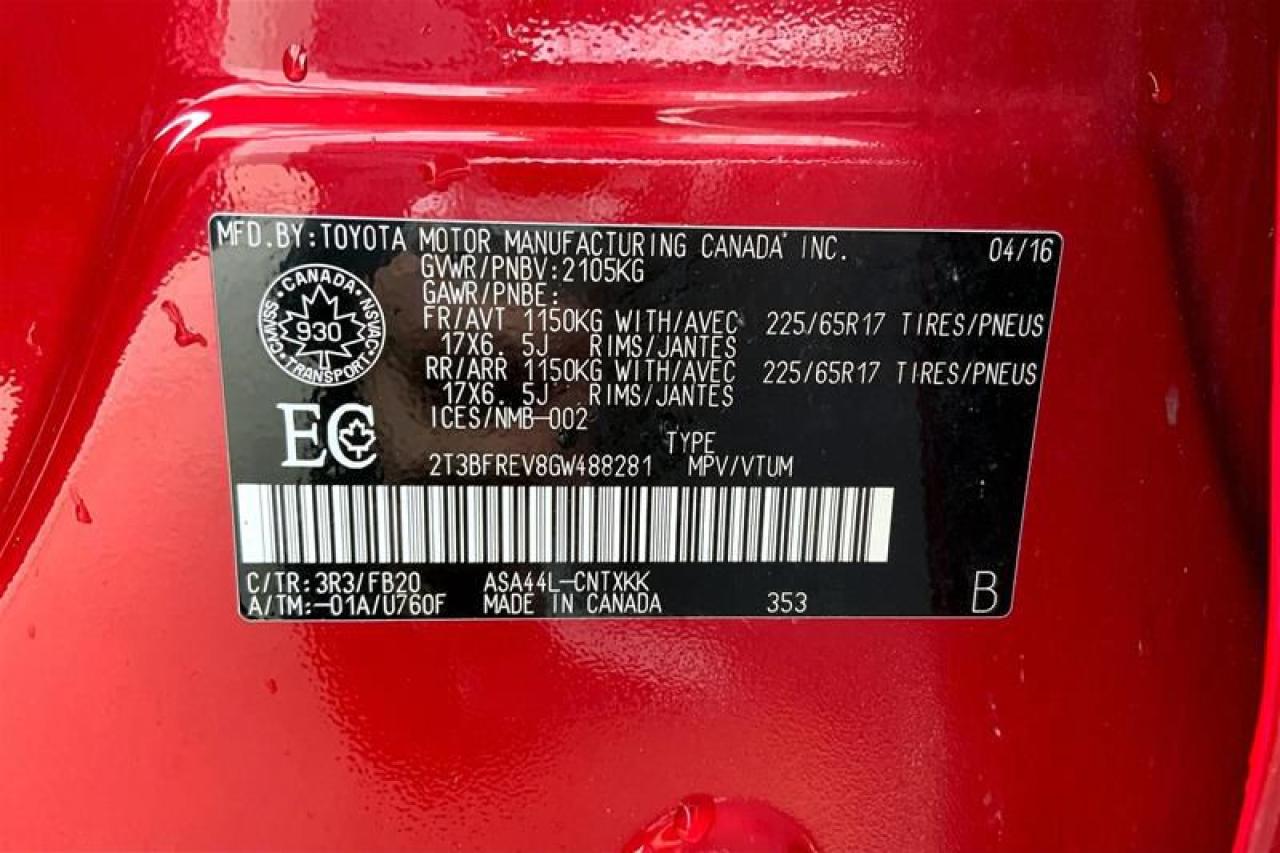 MFD.BY:TOYOTA MOTOR MANUFACTURING CANADA INC. 04/16
GVWR/PNBV:2105KG
GAWR/PNBE:
FR/AVT 1150KG WITH/AVEC 225/65R17 TIRES/PNEUS
17X6.5J RIMS/JANTES
RR/ARR 1150KG WITH/AVEC 225/65R17 TIRES/PNEUS
17X6.5J RIMS/JANTES
ICES/NMB-002
CANADA
CMVSS 930 NSVAC
TRANSPORT
EC
TYPE
2T3BFREV8GW488281 MPV/VTUM
C/TR: 3R3/FB20 ASA44L-CNTXKK
A/TM:-01A/U760F MADE IN CANADA 353 B